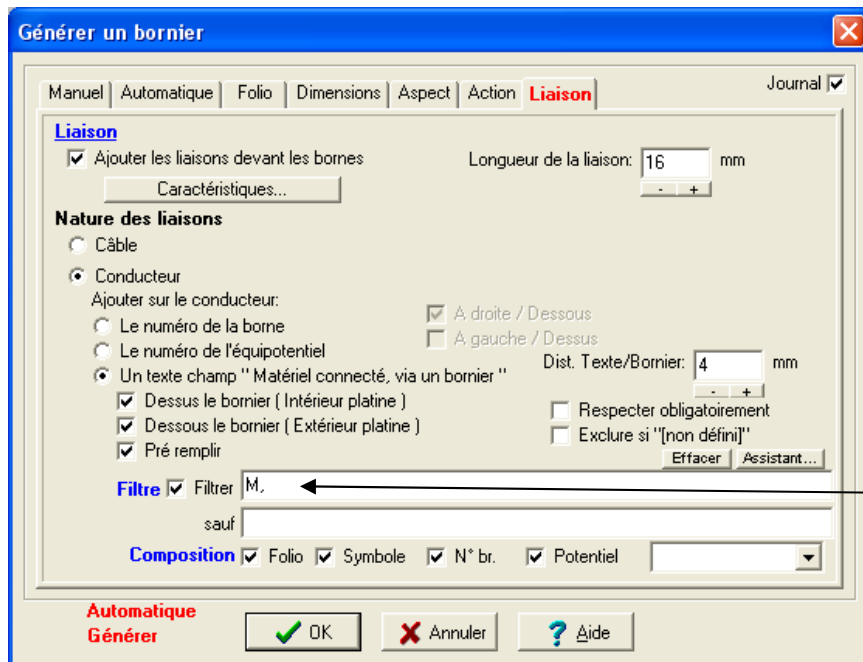 Générer un bornier
Manuel Automatique Folio Dimensions Aspect Action Liaison Journal
Liaison
Ajouter les liaisons devant les bornes Longueur de la liaison: 16 mm
Caractéristiques... - +
Nature des liaisons
Câble
Conducteur
Ajouter sur le conducteur:
A droite / Dessous
Le numéro de la borne
A gauche / Dessus
Le numéro de l'équipotentiel
Dist. Texte/Bornier: 4 mm
Un texte champ " Matériel connecté, via un bornier "
- +
Dessus le bornier ( Intérieur platine )
Respecter obligatoirement
Dessous le bornier ( Extérieur platine )
Exclure si "[non défini]"
Pré remplir
Effacer Assistant...
Filtre Filtrer M,
sauf
Composition Folio Symbole N° br. Potentiel
Automatique
Générer
OK Annuler Aide